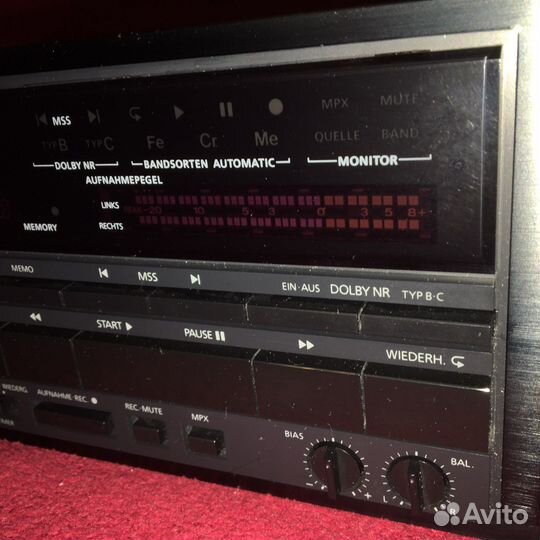 MSS MPX MUTE
TYP B TYP C Fe Cr Me QUELLE BAND
DOLBY NR BANDSORTEN AUTOMATIC MONITOR
AUFNAHMEPEGEL
LINKS
PEAK -20 10 5 3 0 3 5 8+
MEMORY RECHTS
MEMO MSS EIN·AUS DOLBY NR TYP B·C
START PAUSE WIEDERH.
WIEDERG AUFNAHME·REC REC·MUTE MPX BIAS BAL.
- + L R
Avito